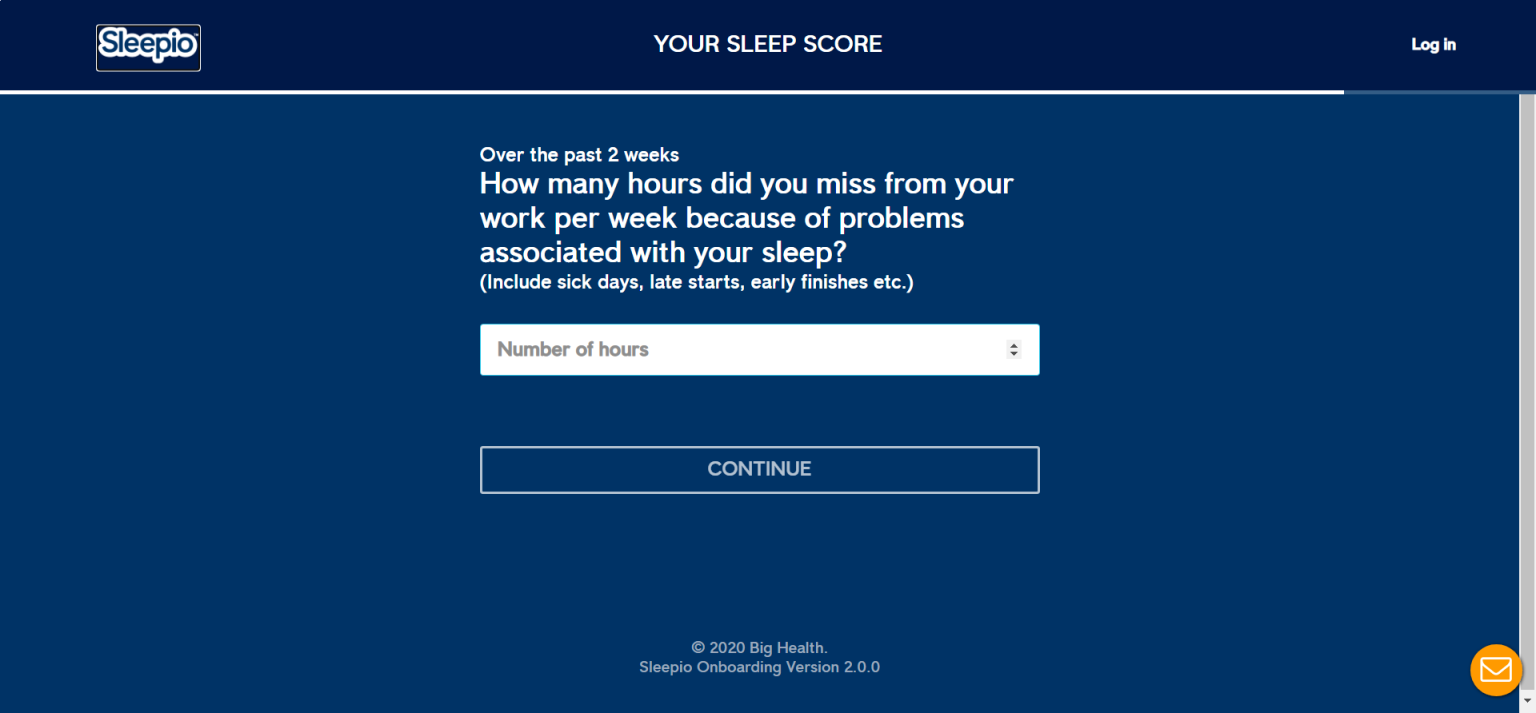 Sleepio™
YOUR SLEEP SCORE
Log in
Over the past 2 weeks
How many hours did you miss from your
work per week because of problems
associated with your sleep?
(Include sick days, late starts, early finishes etc.)
Number of hours
CONTINUE
© 2020 Big Health.
Sleepio Onboarding Version 2.0.0